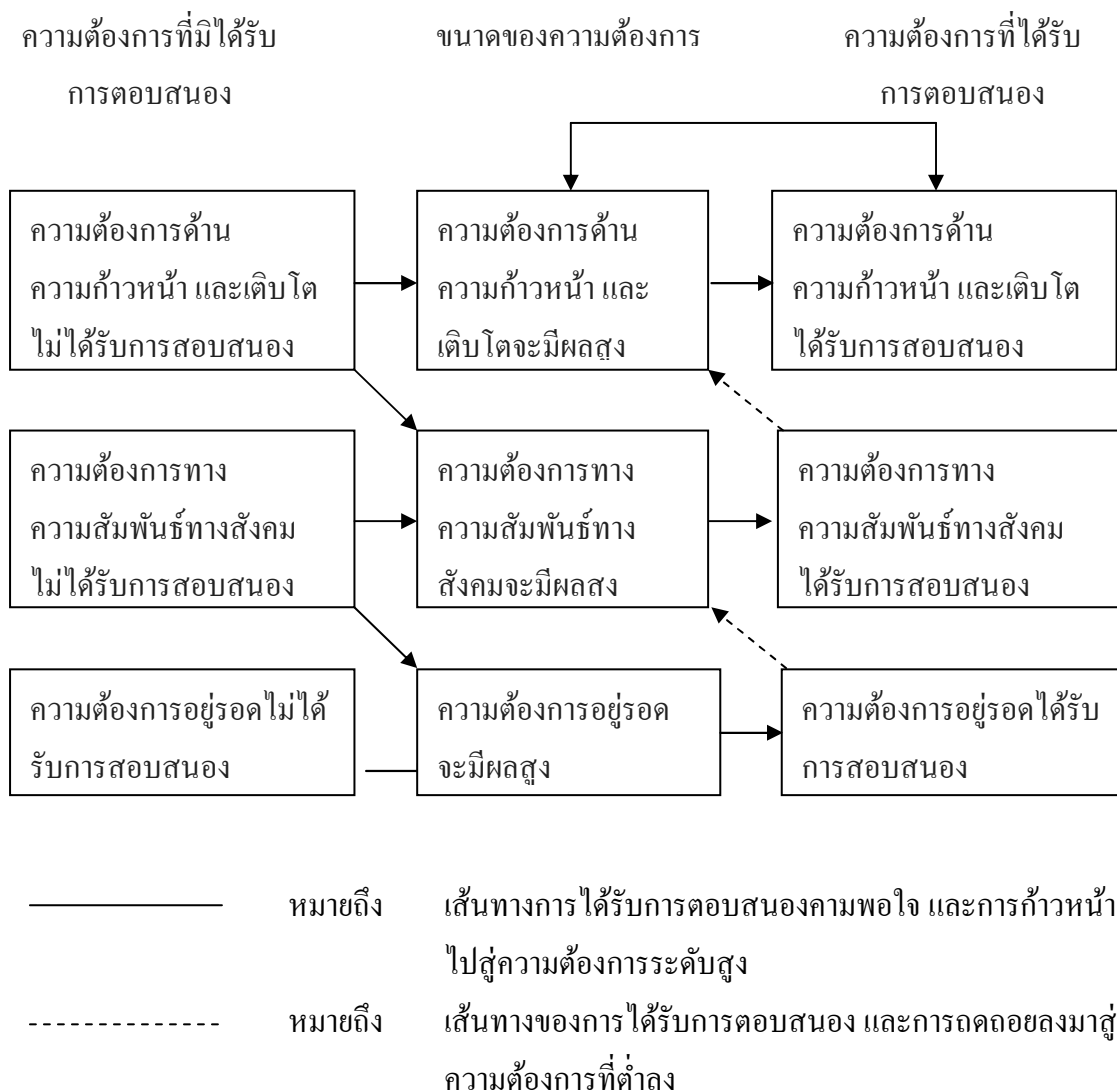 ความต้องการที่มิได้รับ
การตอบสนอง
ขนาดของความต้องการ
ความต้องการที่ได้รับ
การตอบสนอง
ความต้องการด้าน
ความก้าวหน้า และเติบโต
ไม่ได้รับการสอบสนอง
ความต้องการด้าน
ความก้าวหน้า และ
เติบโตจะมีผลสูง
ความต้องการด้าน
ความก้าวหน้า และเติบโต
ได้รับการสอบสนอง
ความต้องการทาง
ความสัมพันธ์ทางสังคม
ไม่ได้รับการสอบสนอง
ความต้องการทาง
ความสัมพันธ์ทาง
สังคมจะมีผลสง
ความต้องการทาง
ความสัมพันธ์ทางสังคม
ได้รับการสอบสนอง
ความต้องการอยู่รอดไม่ได้
รับการสอบสนอง
ความต้องการอยู่รอด
จะมีผลสูง
ความต้องการอยู่รอดได้รับ
การสอบสนอง
หมายถึง เส้นทางการได้รับการตอบสนองคามพอใจ และการก้าวหน้า
ไปสู่ความต้องการระดับสูง
หมายถึง เส้นทางของการได้รับการตอบสนอง และการถดถอยลงมาสู่
ความต้องการที่ต่ำลง